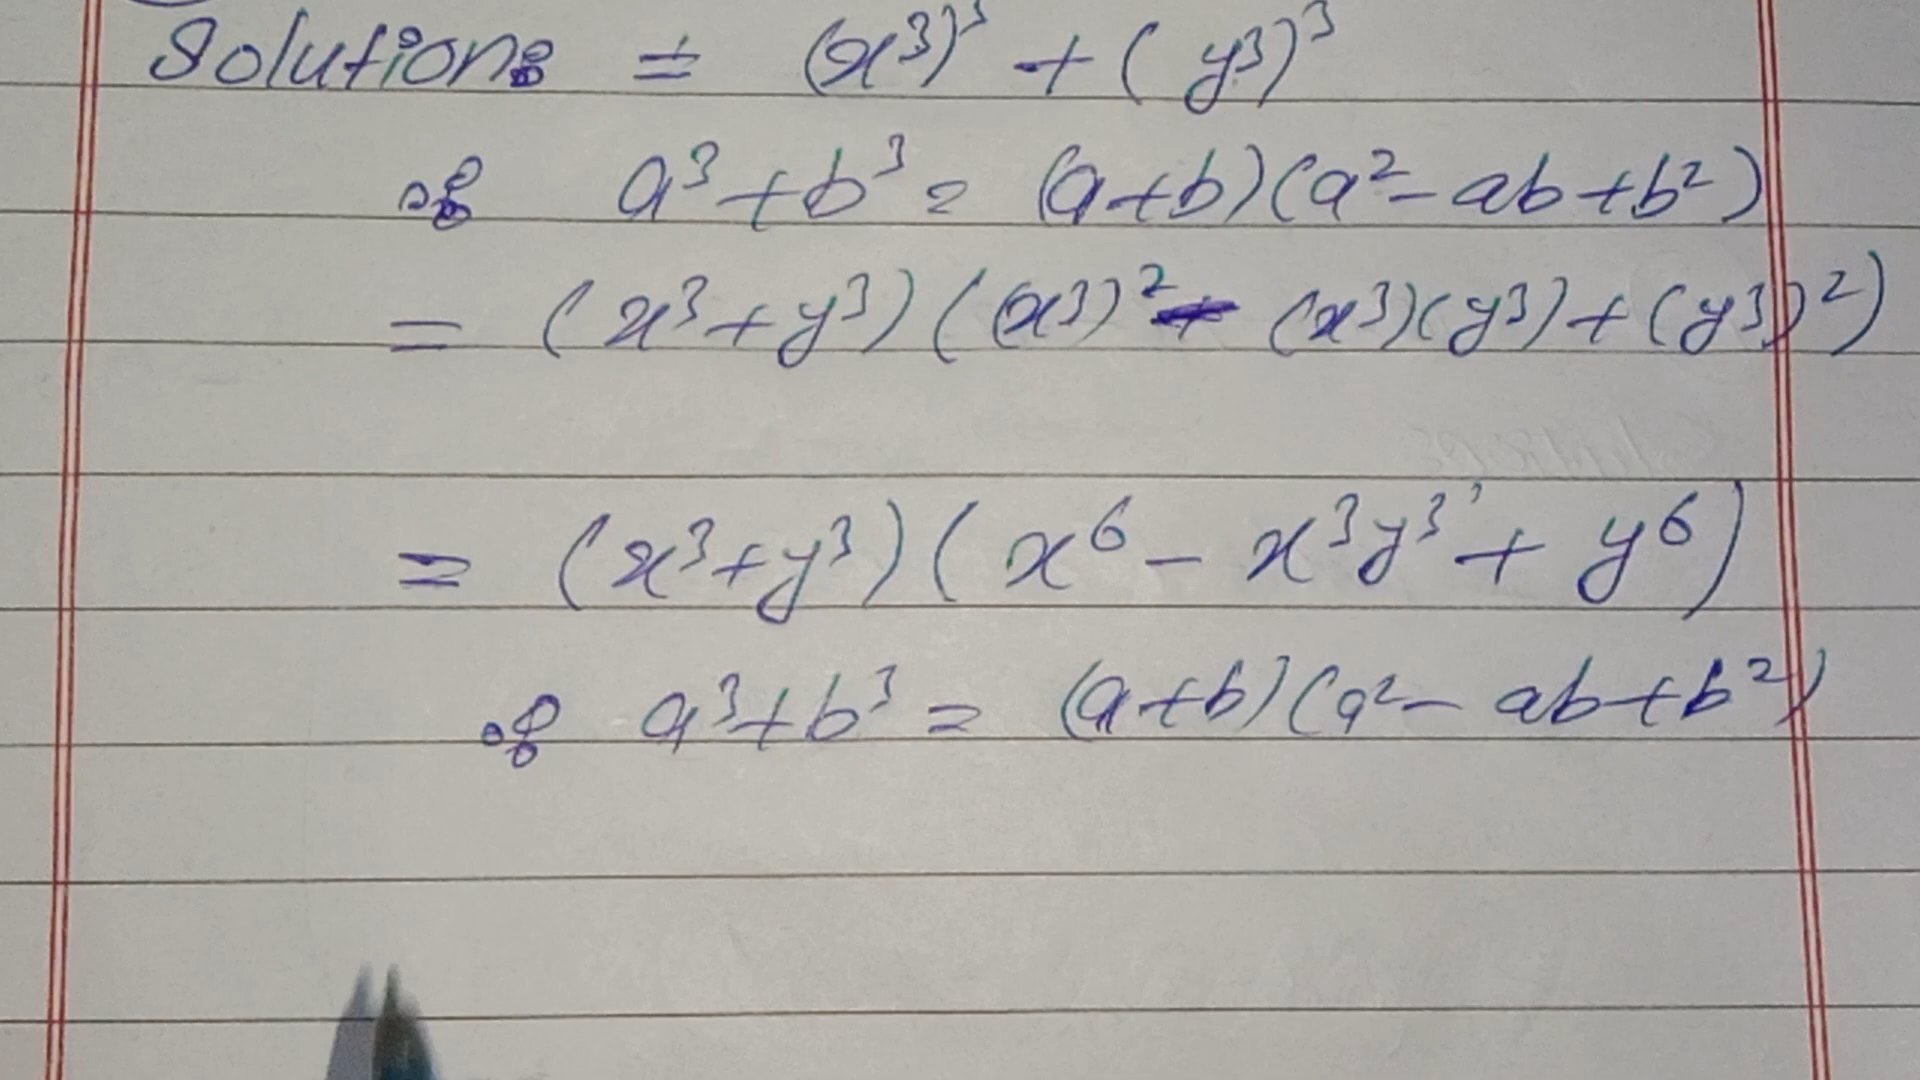 Solution: = (x³)³ + (y³)³
∴ a³ + b³ = (a+b)(a² - ab + b²)
= (x³ + y³)((x³)² - (x³)(y³) + (y³)²)
= (x³ + y³)(x⁶ - x³y³ + y⁶)
∴ a³ + b³ = (a+b)(a² - ab + b²)